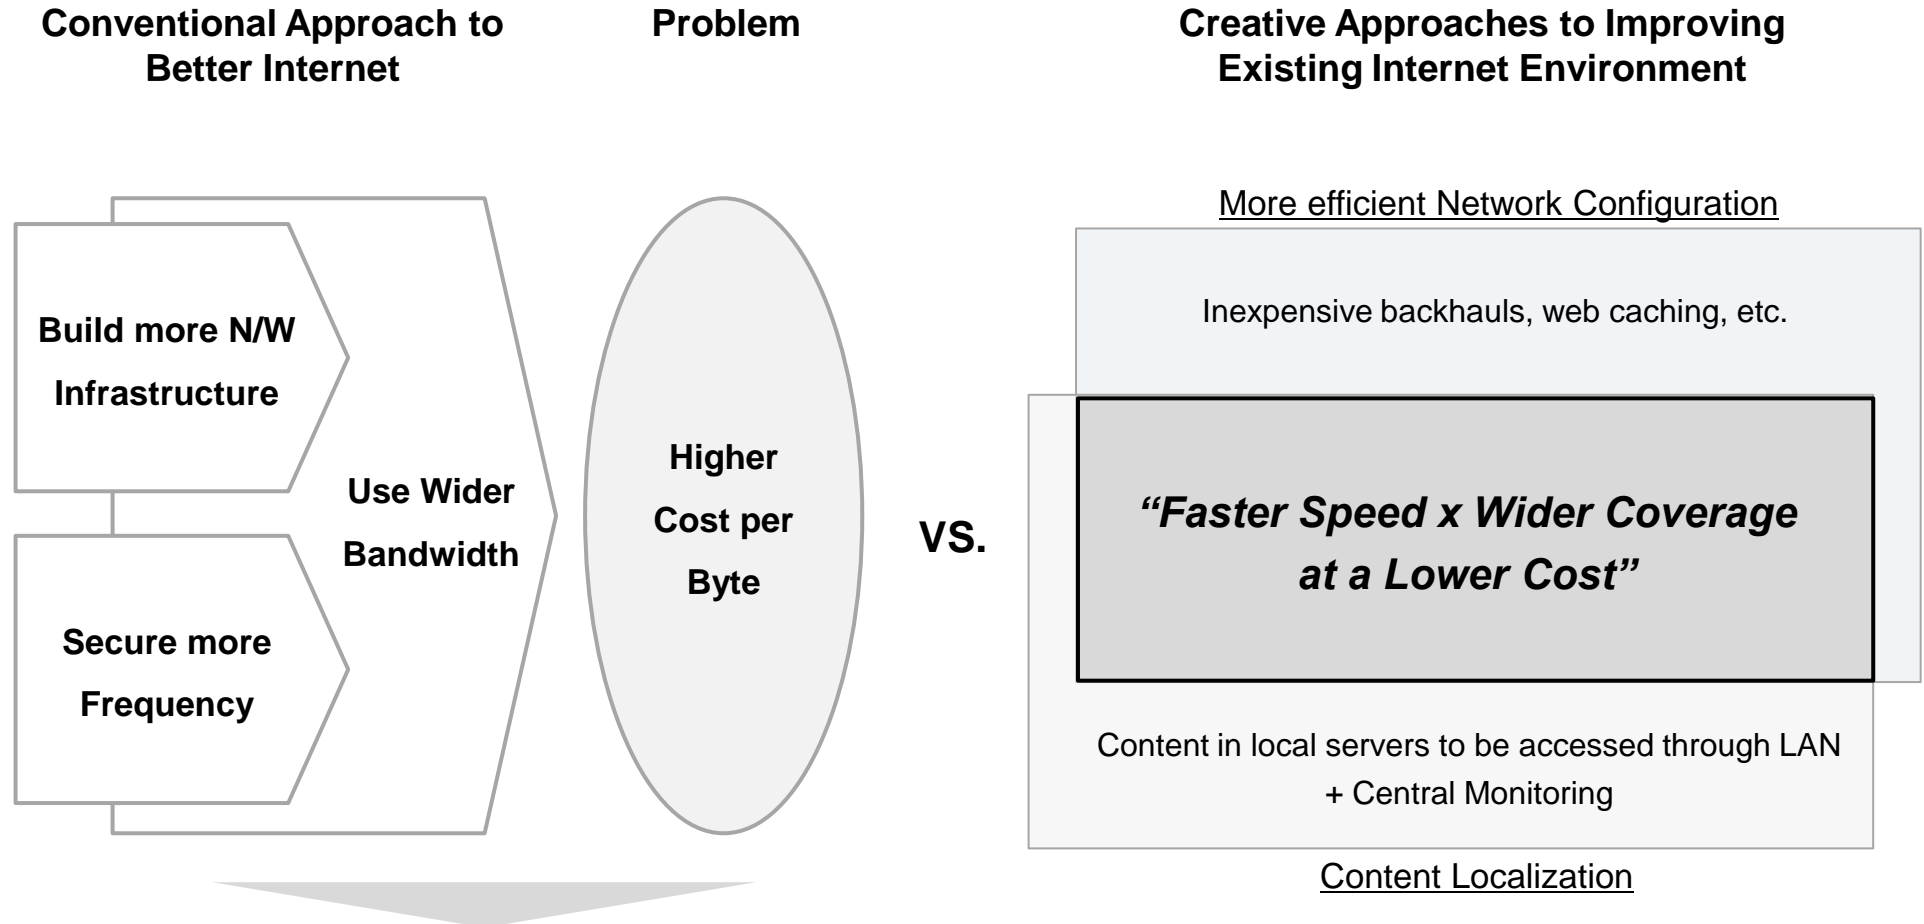 Conventional Approach to
Better Internet
Problem
Creative Approaches to Improving
Existing Internet Environment
Build more N/W
Infrastructure
Secure more
Frequency
Use Wider
Bandwidth
Higher
Cost per
Byte
VS.
More efficient Network Configuration
Inexpensive backhauls, web caching, etc.
“Faster Speed x Wider Coverage
at a Lower Cost”
Content in local servers to be accessed through LAN
+ Central Monitoring
Content Localization